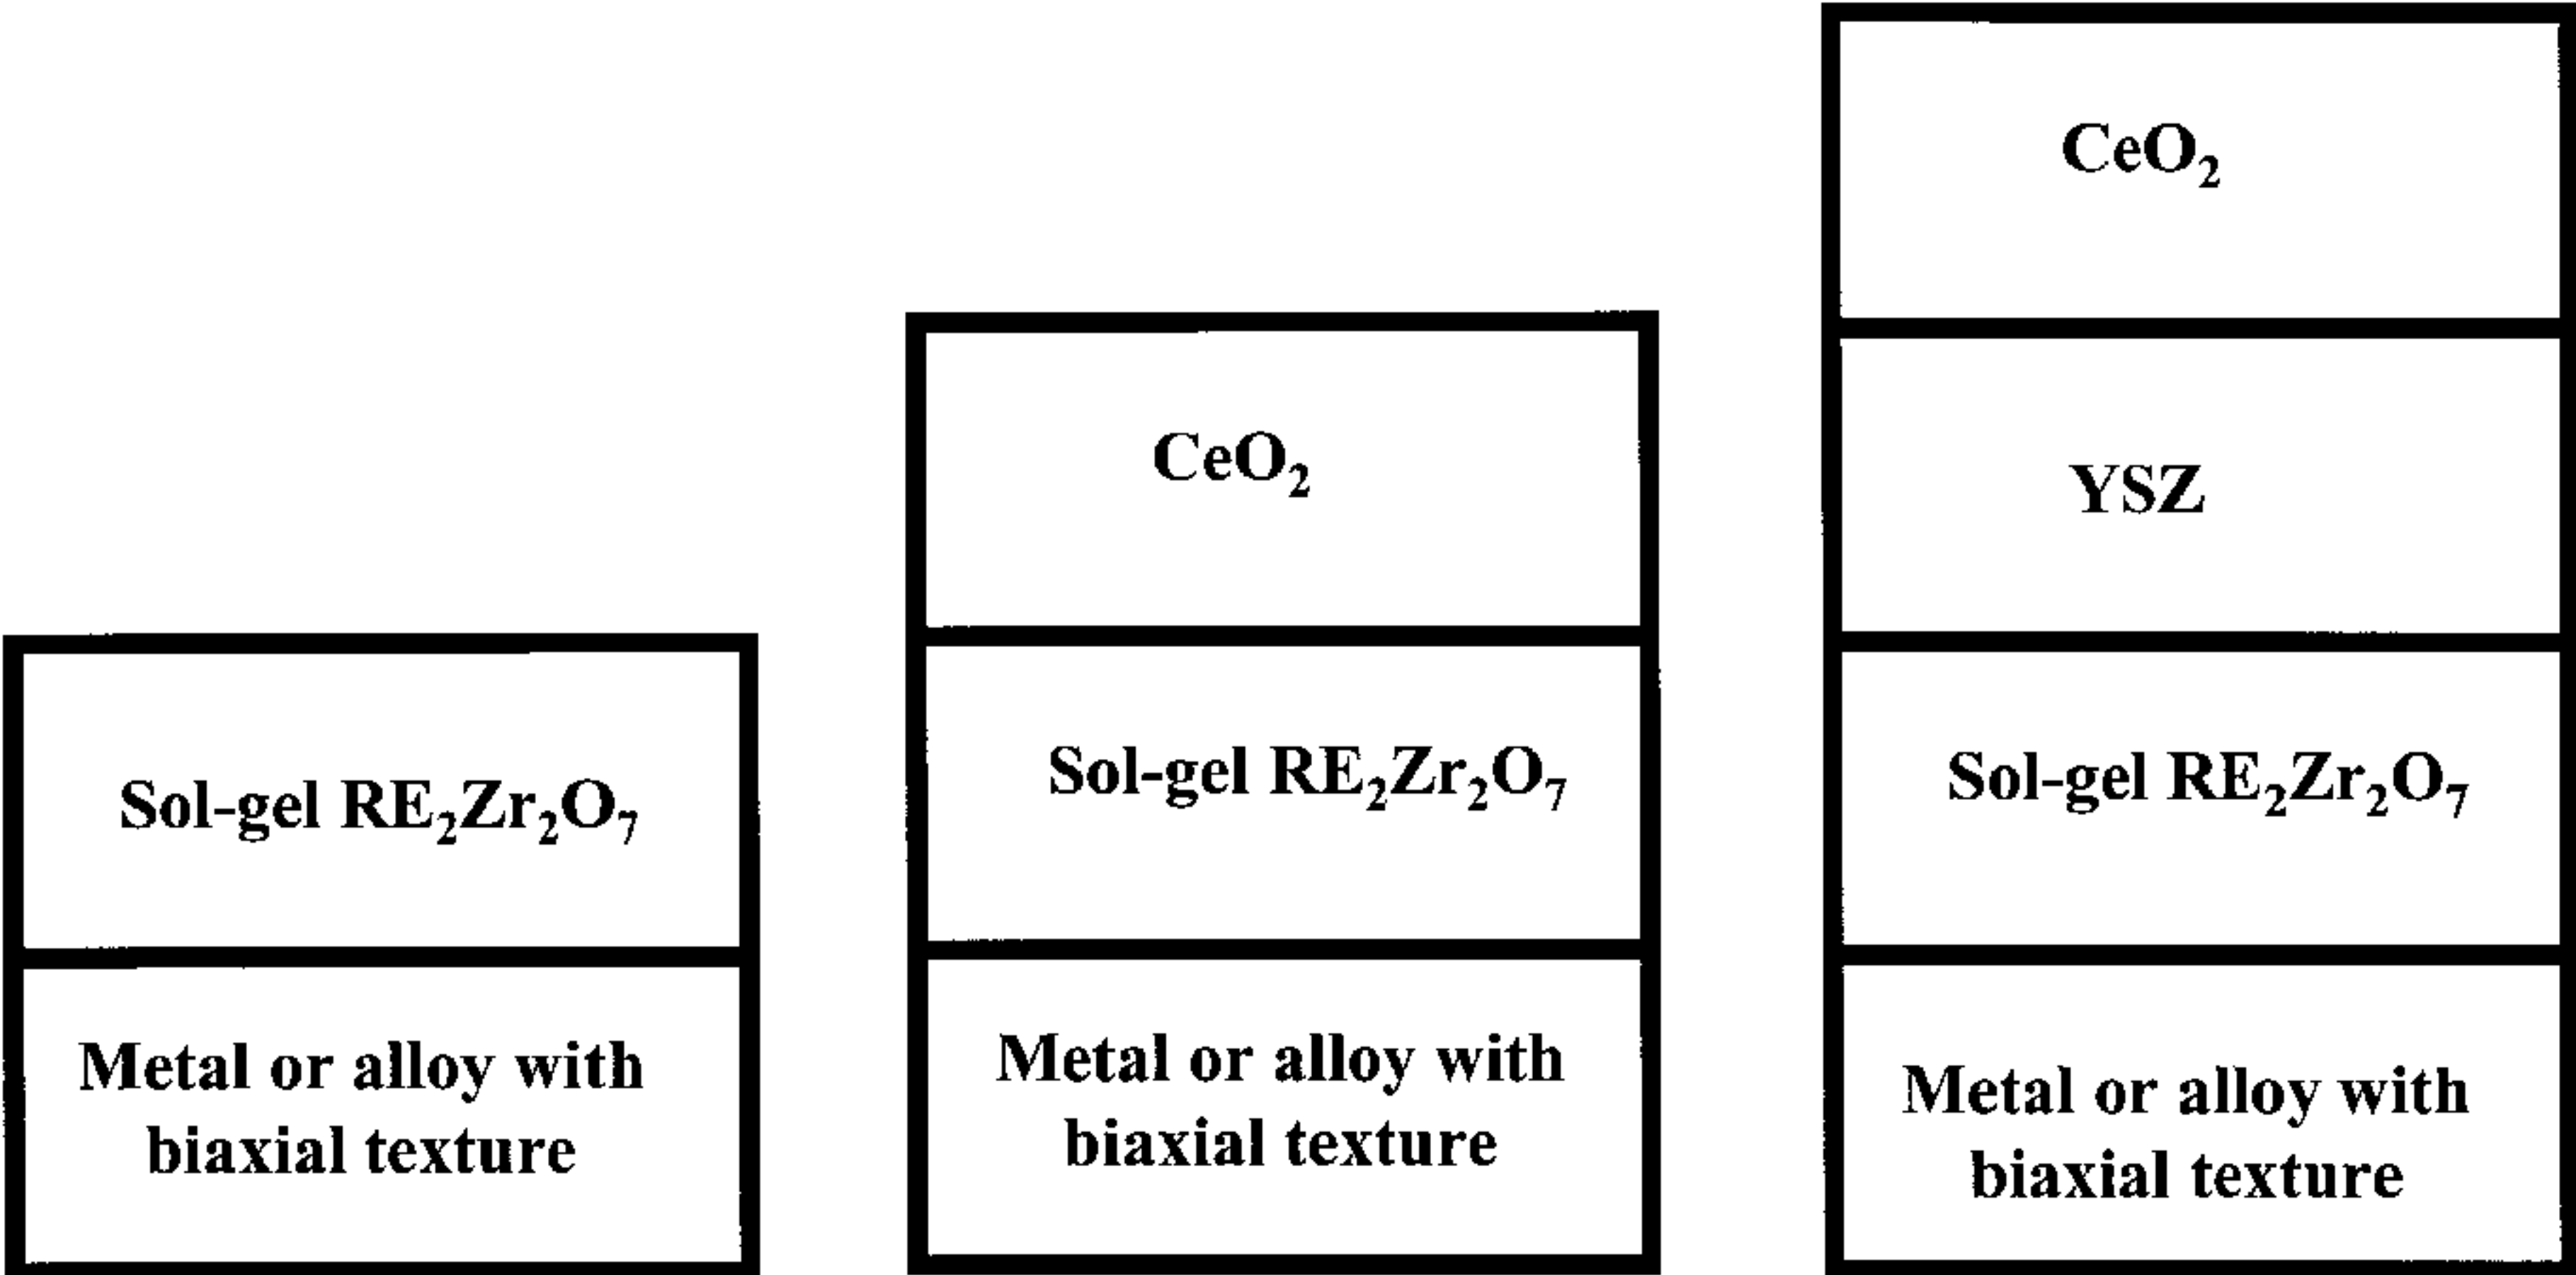 Sol-gel RE₂Zr₂O₇
Metal or alloy with
biaxial texture
CeO₂
Sol-gel RE₂Zr₂O₇
Metal or alloy with
biaxial texture
CeO₂
YSZ
Sol-gel RE₂Zr₂O₇
Metal or alloy with
biaxial texture